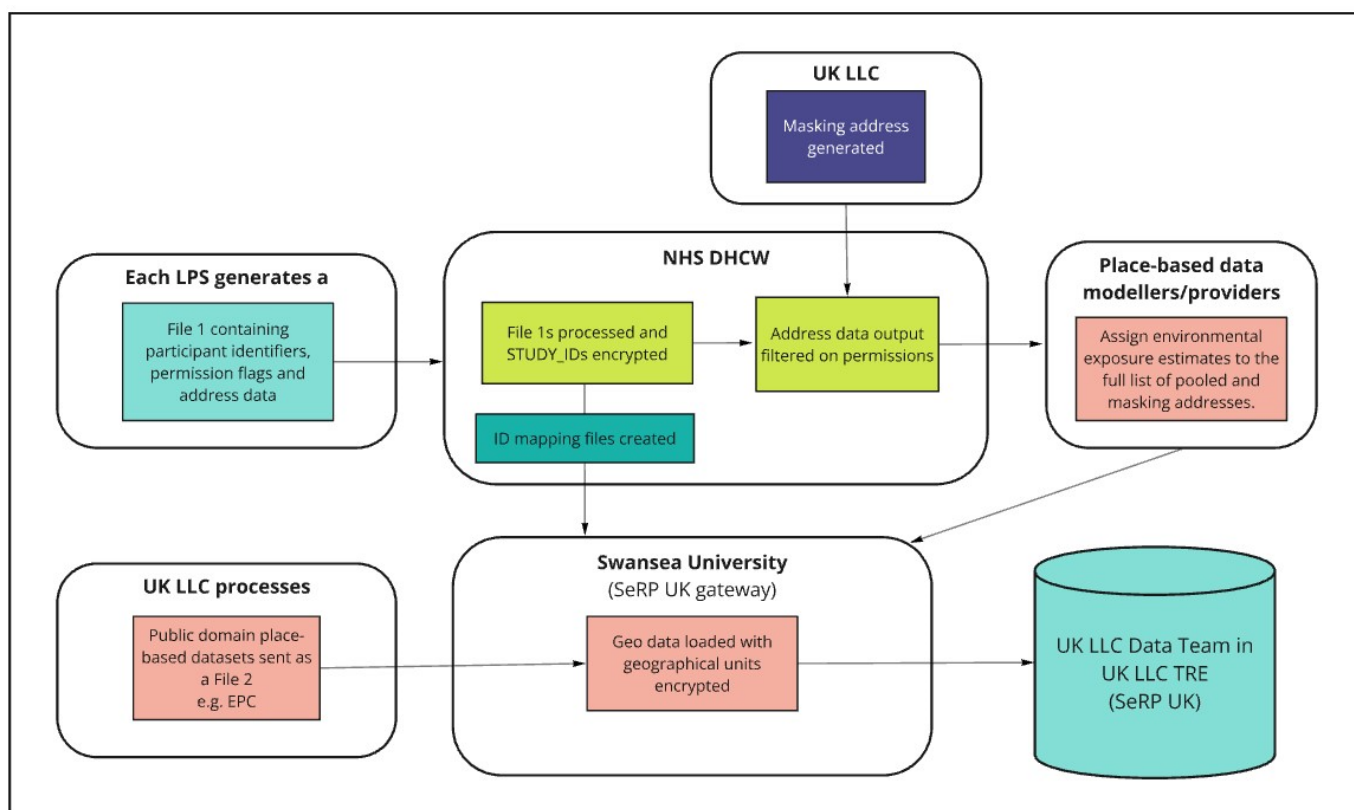 UK LLC
Masking address
generated
Each LPS generates a
File 1 containing
participant identifiers,
permission flags and
address data
NHS DHCW
File 1s processed and
STUDY_IDs encrypted
Address data output
filtered on permissions
ID mapping files created
Place-based data
modellers/providers
Assign environmental
exposure estimates to the
full list of pooled and
masking addresses.
UK LLC processes
Public domain place-
based datasets sent as
a File 2
e.g. EPC
Swansea University
(SeRP UK gateway)
Geo data loaded with
geographical units
encrypted
UK LLC Data Team in
UK LLC TRE
(SeRP UK)